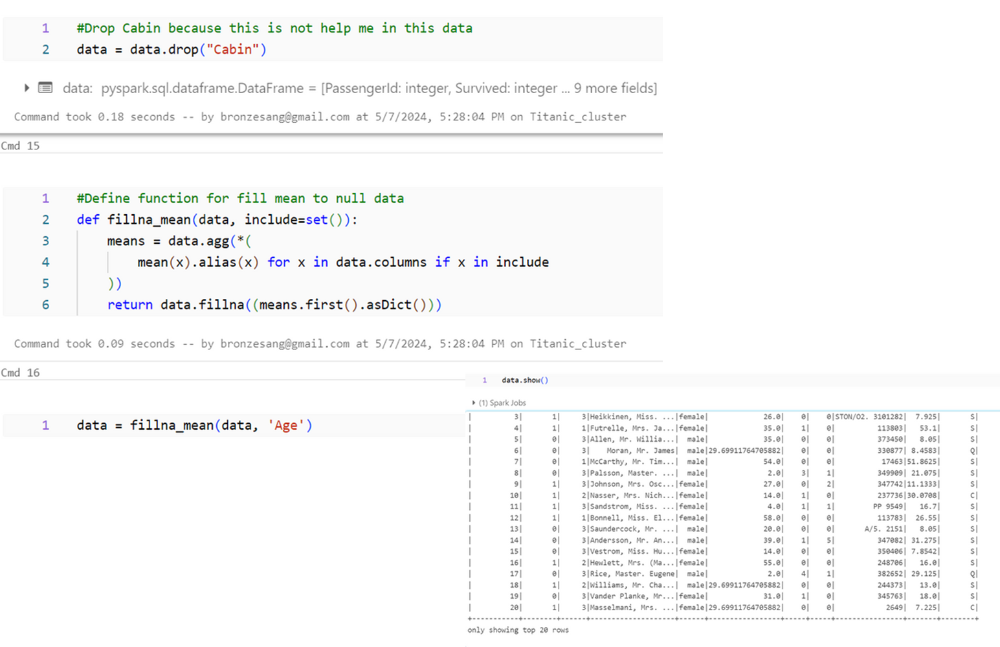 1 #Drop Cabin because this is not help me in this data
2 data = data.drop("Cabin")
data: pyspark.sql.dataframe.DataFrame = [PassengerId: integer, Survived: integer ... 9 more fields]
Command took 0.18 seconds -- by bronzesang@gmail.com at 5/7/2024, 5:28:04 PM on Titanic_cluster
Cmd 15
1 #Define function for fill mean to null data
2 def fillna_mean(data, include=set()):
3 means = data.agg(*(
4 mean(x).alias(x) for x in data.columns if x in include
5 ))
6 return data.fillna((means.first().asDict()))
Command took 0.09 seconds -- by bronzesang@gmail.com at 5/7/2024, 5:28:04 PM on Titanic_cluster
Cmd 16
1 data = fillna_mean(data, 'Age')
1 data.show()
(1) Spark Jobs
| 3| 1| 3|Heikkinen, Miss. ...|female| 26.0| 0| 0|STON/O2. 3101282| 7.925| S|
| 4| 1| 1|Futrelle, Mrs. Ja...|female| 35.0| 1| 0| 113803| 53.1| S|
| 5| 0| 3|Allen, Mr. Willia...| male| 35.0| 0| 0| 373450| 8.05| S|
| 6| 0| 3| Moran, Mr. James| male|29.69911764705882| 0| 0| 330877| 8.4583| Q|
| 7| 0| 1|McCarthy, Mr. Tim...| male| 54.0| 0| 0| 17463|51.8625| S|
| 8| 0| 3|Palsson, Master. ...| male| 2.0| 3| 1| 349909| 21.075| S|
| 9| 1| 3|Johnson, Mrs. Osc...|female| 27.0| 0| 2| 347742|11.1333| S|
| 10| 1| 2|Nasser, Mrs. Nich...|female| 14.0| 1| 0| 237736|30.0708| C|
| 11| 1| 3|Sandstrom, Miss. ...|female| 4.0| 1| 1| PP 9549| 16.7| S|
| 12| 1| 1|Bonnell, Miss. El...|female| 58.0| 0| 0| 113783| 26.55| S|
| 13| 0| 3|Saundercock, Mr. ...| male| 20.0| 0| 0| A/5. 2151| 8.05| S|
| 14| 0| 3|Andersson, Mr. An...| male| 39.0| 1| 5| 347082| 31.275| S|
| 15| 0| 3|Vestrom, Miss. Hu...|female| 14.0| 0| 0| 350406| 7.8542| S|
| 16| 1| 2|Hewlett, Mrs. (Ma...|female| 55.0| 0| 0| 248706| 16.0| S|
| 17| 0| 3|Rice, Master. Eugene| male| 2.0| 4| 1| 382652| 29.125| Q|
| 18| 1| 2|Williams, Mr. Cha...| male|29.69911764705882| 0| 0| 244373| 13.0| S|
| 19| 0| 3|Vander Planke, Mr...|female| 31.0| 1| 0| 345763| 18.0| S|
| 20| 1| 3|Masselmani, Mrs. ...|female|29.69911764705882| 0| 0| 2649| 7.225| C|
+-----------+--------+------+--------------------+------+-----------------+-----+-----+----------------+-------+--------+
only showing top 20 rows